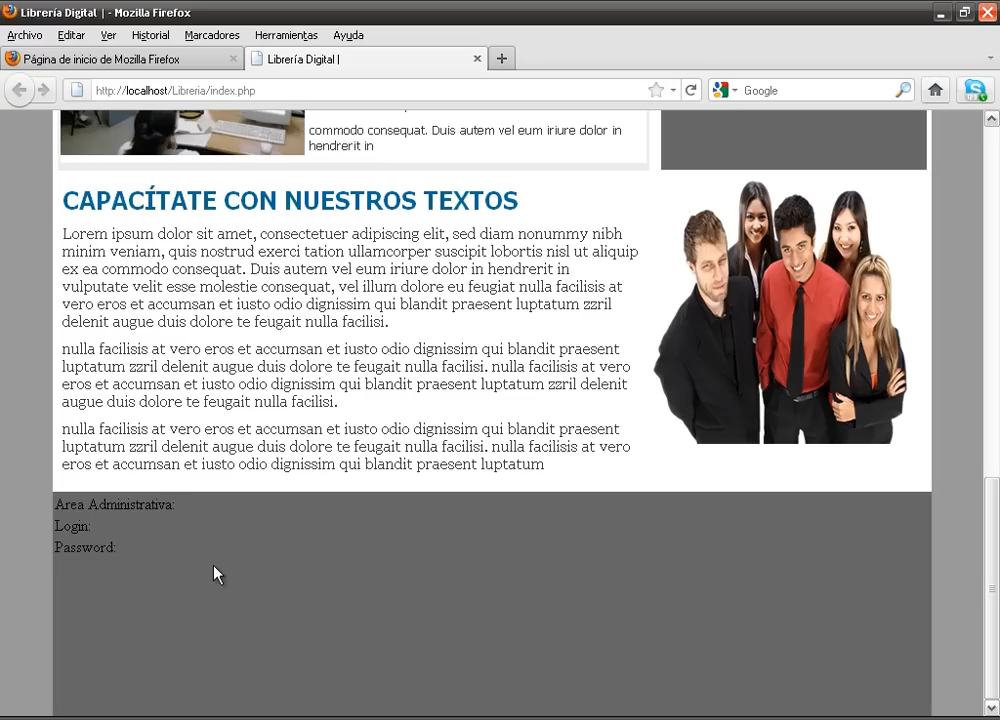 Librería Digital | - Mozilla Firefox
Archivo Editar Ver Historial Marcadores Herramientas Ayuda
Página de inicio de Mozilla Firefox
Librería Digital |
http://localhost/Libreria/index.php
Google
commodo consequat. Duis autem vel eum iriure dolor in
hendrerit in
CAPACÍTATE CON NUESTROS TEXTOS
Lorem ipsum dolor sit amet, consectetuer adipiscing elit, sed diam nonummy nibh
minim veniam, quis nostrud exerci tation ullamcorper suscipit lobortis nisl ut aliquip
ex ea commodo consequat. Duis autem vel eum iriure dolor in hendrerit in
vulputate velit esse molestie consequat, vel illum dolore eu feugiat nulla facilisis at
vero eros et accumsan et iusto odio dignissim qui blandit praesent luptatum zzril
delenit augue duis dolore te feugait nulla facilisi.
nulla facilisis at vero eros et accumsan et iusto odio dignissim qui blandit praesent
luptatum zzril delenit augue duis dolore te feugait nulla facilisi. nulla facilisis at vero
eros et accumsan et iusto odio dignissim qui blandit praesent luptatum zzril delenit
augue duis dolore te feugait nulla facilisi.
nulla facilisis at vero eros et accumsan et iusto odio dignissim qui blandit praesent
luptatum zzril delenit augue duis dolore te feugait nulla facilisi. nulla facilisis at vero
eros et accumsan et iusto odio dignissim qui blandit praesent luptatum
Area Administrativa:
Login:
Password: